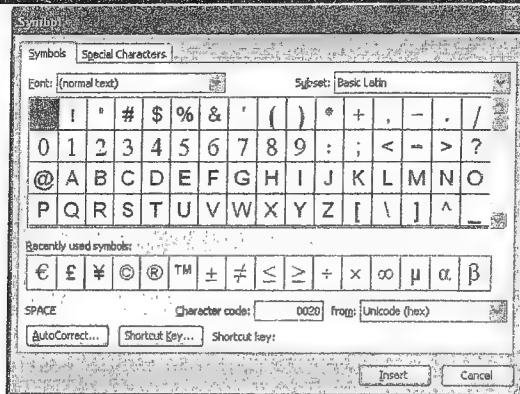 Symbol
Symbols Special Characters
Font: (normal text) Subset: Basic Latin
! " # $ % & ' ( ) * + , - . /
0 1 2 3 4 5 6 7 8 9 : ; < = > ?
@ A B C D E F G H I J K L M N O
P Q R S T U V W X Y Z [ \ ] ^ _
Recently used symbols:
€ £ ¥ © ® ™ ± ≠ ≤ ≥ ÷ × ∞ µ α β
SPACE Character code: 0020 from: Unicode (hex)
AutoCorrect... Shortcut Key... Shortcut key:
Insert Cancel